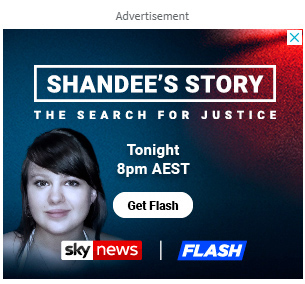 Advertisement
SHANDEE'S STORY
THE SEARCH FOR JUSTICE
Tonight
8pm AEST
Get Flash
sky news | FLASH